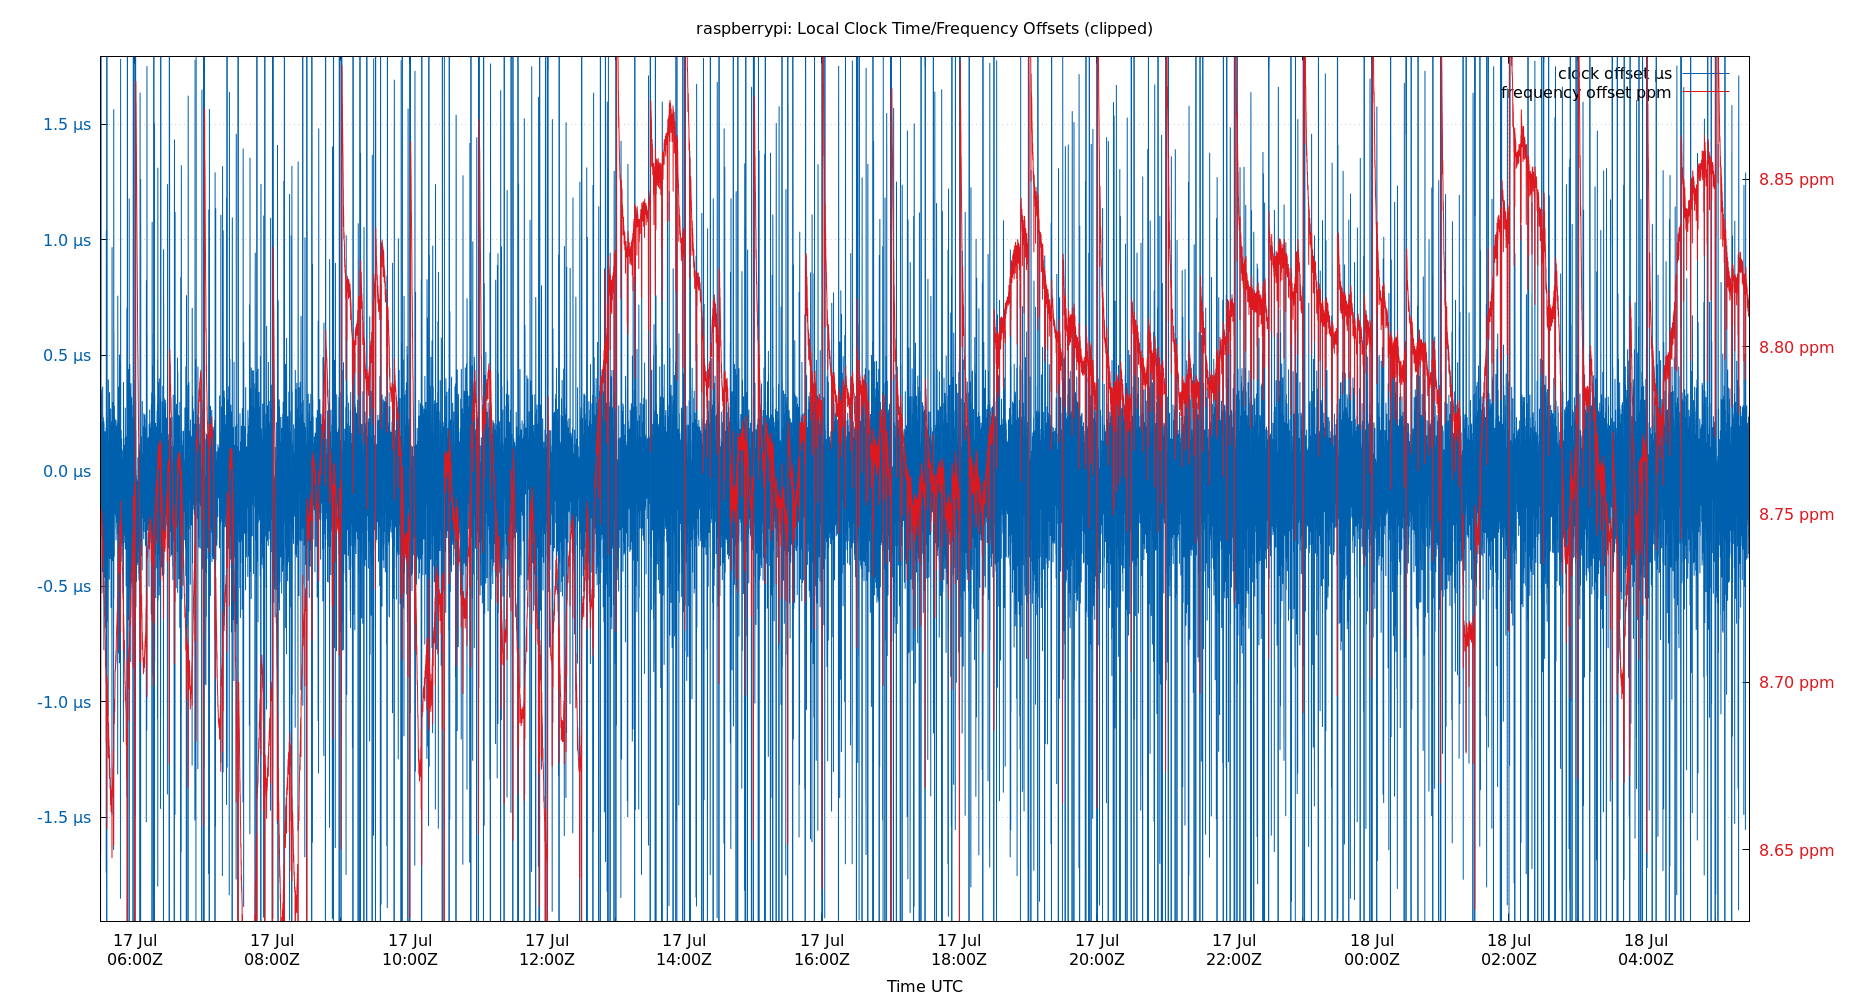 raspberrypi: Local Clock Time/Frequency Offsets (clipped)
clock offset µs
frequency offset ppm
1.5 µs
1.0 µs
0.5 µs
0.0 µs
-0.5 µs
-1.0 µs
-1.5 µs
8.85 ppm
8.80 ppm
8.75 ppm
8.70 ppm
8.65 ppm
17 Jul 17 Jul 17 Jul 17 Jul 17 Jul 17 Jul 17 Jul 17 Jul 17 Jul 18 Jul 18 Jul 18 Jul
06:00Z 08:00Z 10:00Z 12:00Z 14:00Z 16:00Z 18:00Z 20:00Z 22:00Z 00:00Z 02:00Z 04:00Z
Time UTC